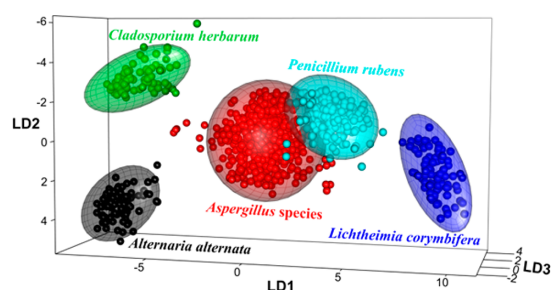 -6
Cladosporium herbarum
-4
Penicillium rubens
-2
LD2
0
2
Aspergillus species
4
Lichtheimia corymbifera
Alternaria alternata
4
2
0
-2
LD3
-5
0
5
10
LD1